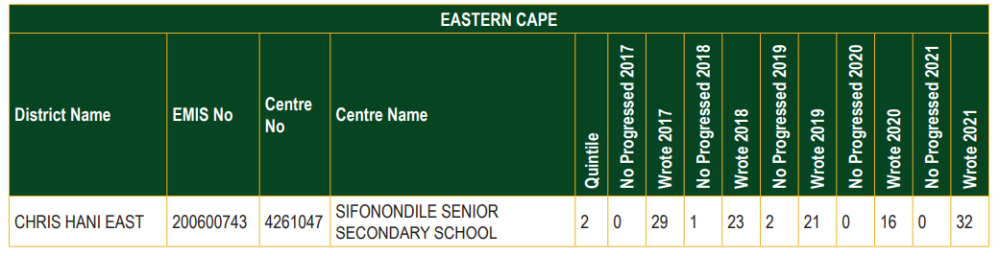 EASTERN CAPE
District Name
EMIS No
Centre
No
Centre Name
Quintile
No Progressed 2017
Wrote 2017
No Progressed 2018
Wrote 2018
No Progressed 2019
Wrote 2019
No Progressed 2020
Wrote 2020
No Progressed 2021
Wrote 2021
CHRIS HANI EAST
200600743
4261047
SIFONONDILE SENIOR
SECONDARY SCHOOL
2
0
29
1
23
2
21
0
16
0
32